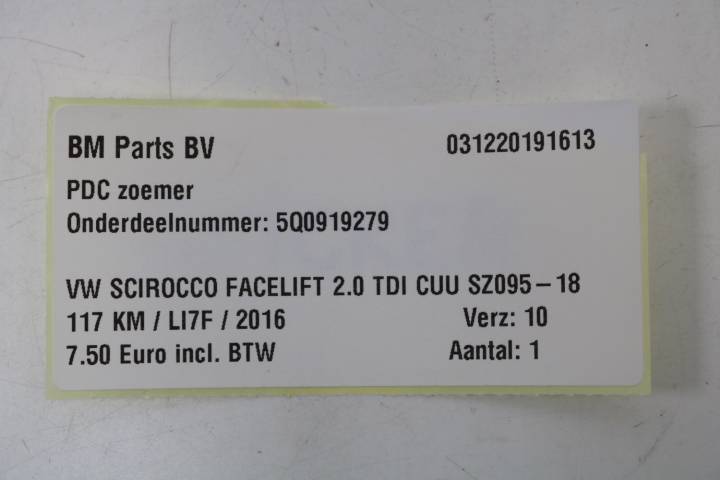 BM Parts BV 031220191613
PDC zoemer
Onderdeelnummer: 5Q0919279
VW SCIROCCO FACELIFT 2.0 TDI CUU SZ095-18
117 KM / LI7F / 2016 Verz: 10
7.50 Euro incl. BTW Aantal: 1